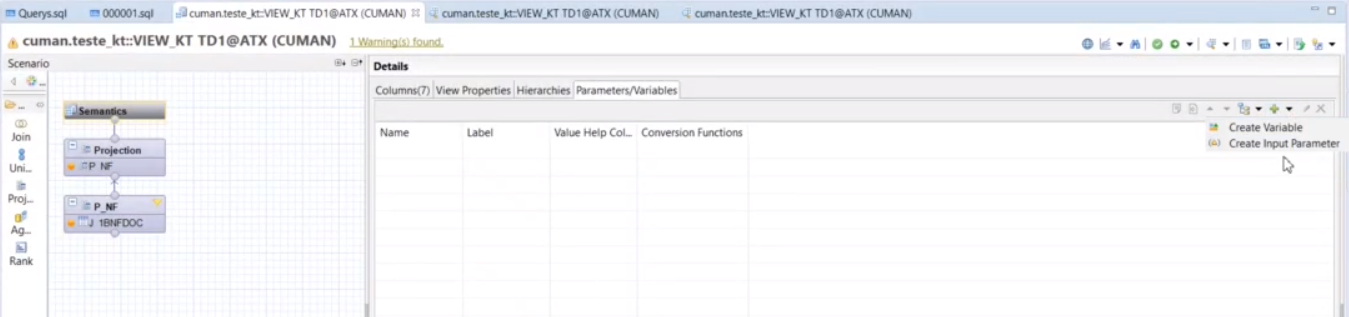 Querys.sql 000001.sql cuman.teste_kt::VIEW_KT TD1@ATX (CUMAN) cuman.teste_kt::VIEW_KT TD1@ATX (CUMAN) cuman.teste_kt::VIEW_KT TD1@ATX (CUMAN)
cuman.teste_kt::VIEW_KT TD1@ATX (CUMAN) 1 Warning(s) found.
Scenario
Details
Columns(7) View Properties Hierarchies Parameters/Variables
Semantics
Join
Projection
P_NF
Uni...
P_NF
J_1BNFDOC
Proj...
Ag...
Rank
Name Label Value Help Col... Conversion Functions
Create Variable
Create Input Parameter